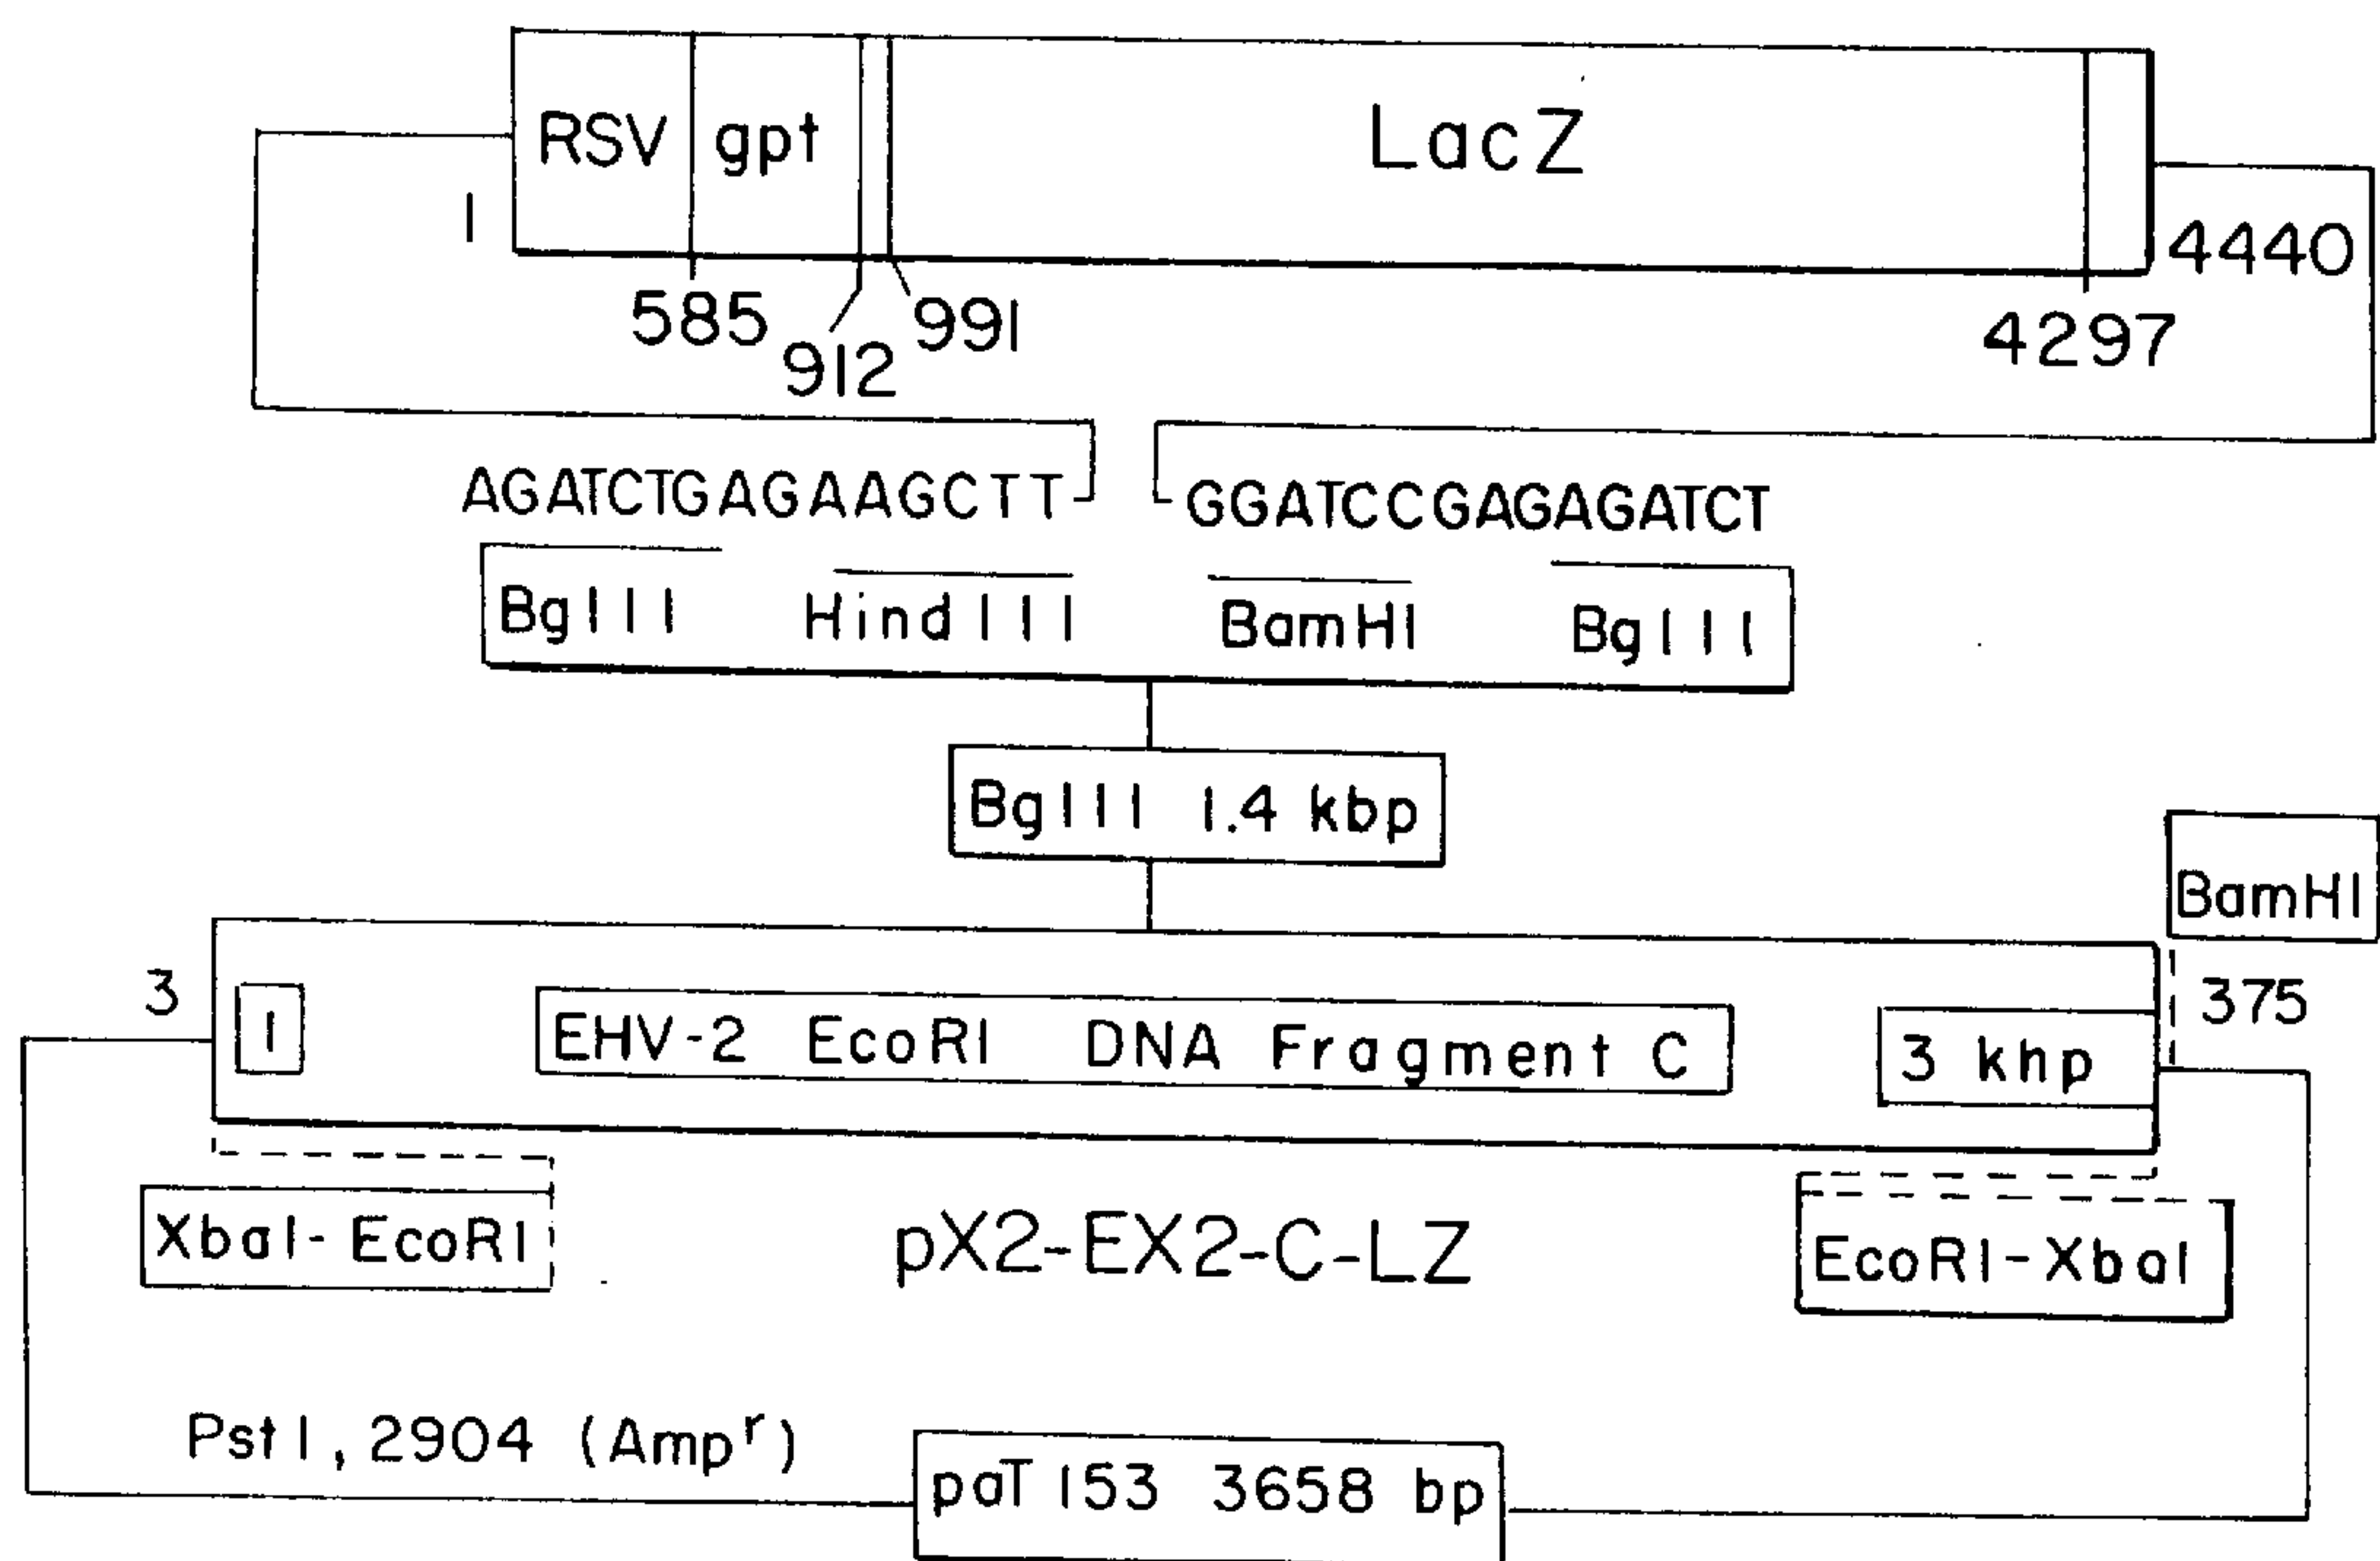 RSV gpt LacZ
1
4440
585
912
991
4297
AGATCTGAGAAGCTT GGATCCGAGAGATCT
BglII HindIII BamHI BglII
BglII 1.4 kbp
BamHI
3
1
EHV-2 EcoRI DNA Fragment C
3 khp
375
XbaI-EcoRI
pX2-EX2-C-LZ
EcoRI-XbaI
PstI, 2904 (Ampʳ)
paT 153 3658 bp